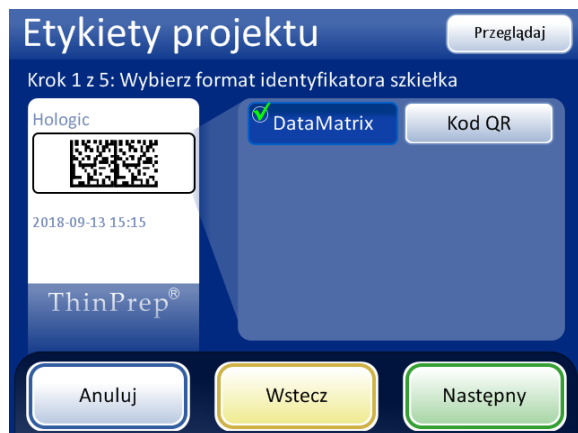 Etykiety projektu
Przeglądaj
Krok 1 z 5: Wybierz format identyfikatora szkiełka
Hologic
DataMatrix
Kod QR
2018-09-13 15:15
ThinPrep®
Anuluj
Wstecz
Następny